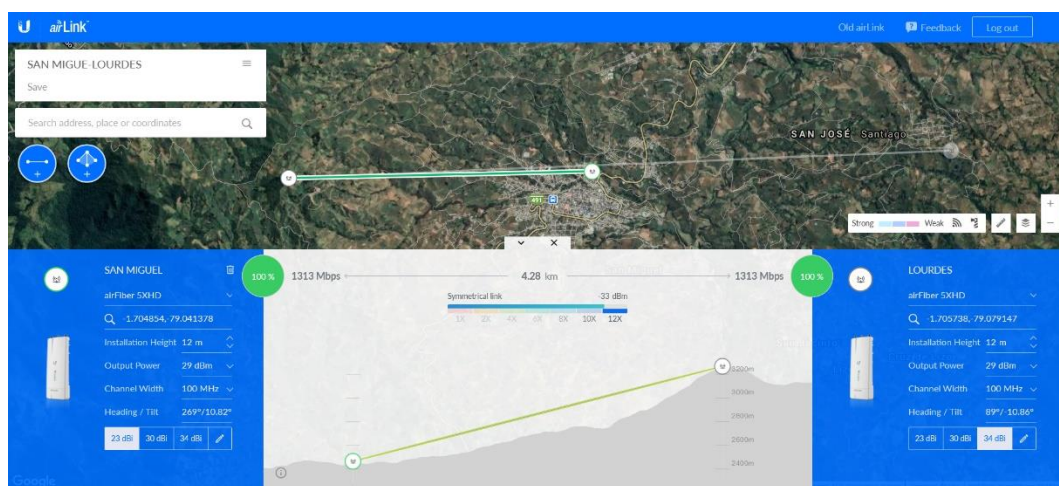 airLink
Old airLink
Feedback
Log out
SAN MIGUE-LOURDES
Save
Search address, place or coordinates
SAN JOSÉ Santiago
491
Strong
Weak
SAN MIGUEL
airFiber 5XHD
-1.704854,-79.041378
Installation Height 12 m
Output Power 29 dBm
Channel Width 100 MHz
Heading / Tilt 269°/10.82°
23 dBi 30 dBi 34 dBi
100 %
1313 Mbps
4.28 km
1313 Mbps
100 %
Symmetrical link -33 dBm
1X 2X 4X 6X 8X 10X 12X
3200m
3000m
2800m
2600m
2400m
LOURDES
airFiber 5XHD
-1.705738,-79.079147
Installation Height 12 m
Output Power 29 dBm
Channel Width 100 MHz
Heading / Tilt 89°/-10.86°
23 dBi 30 dBi 34 dBi
Google